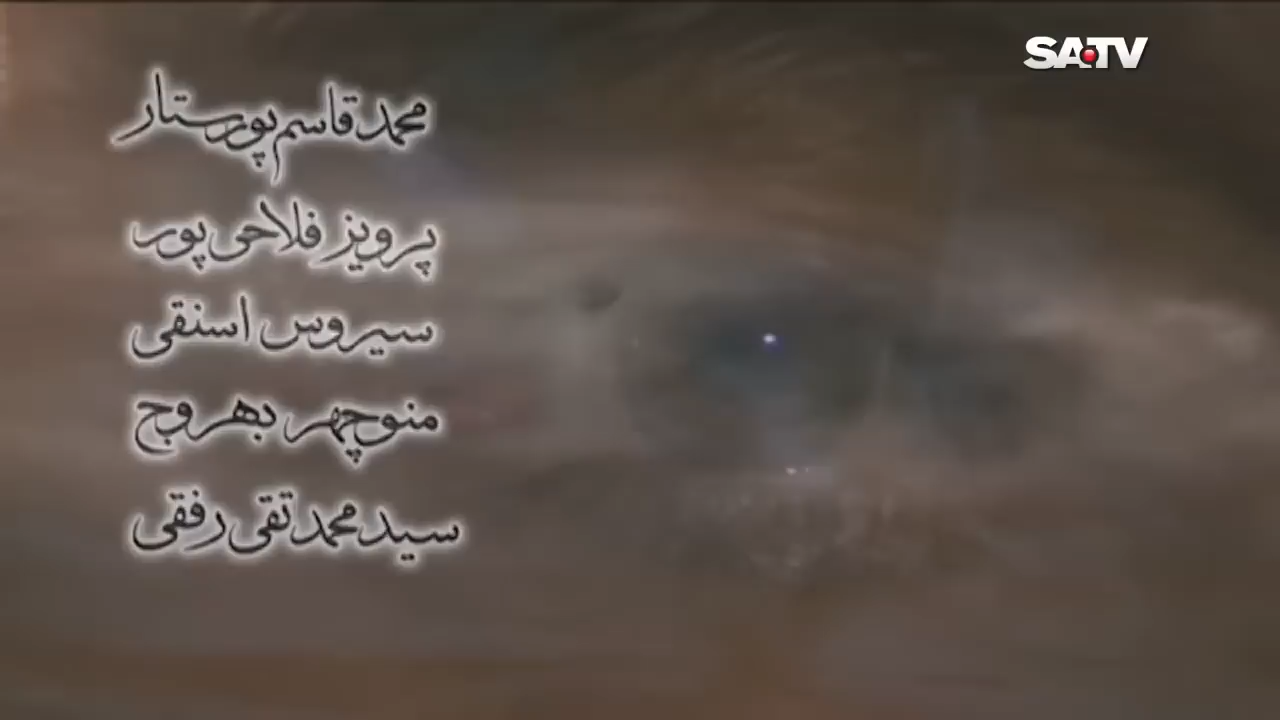 SATV
محمد قاسم پورستار
پرویز فلاحی پور
سیروس اسنقی
منوچهر بهروج
سید محمد تقی رفقی